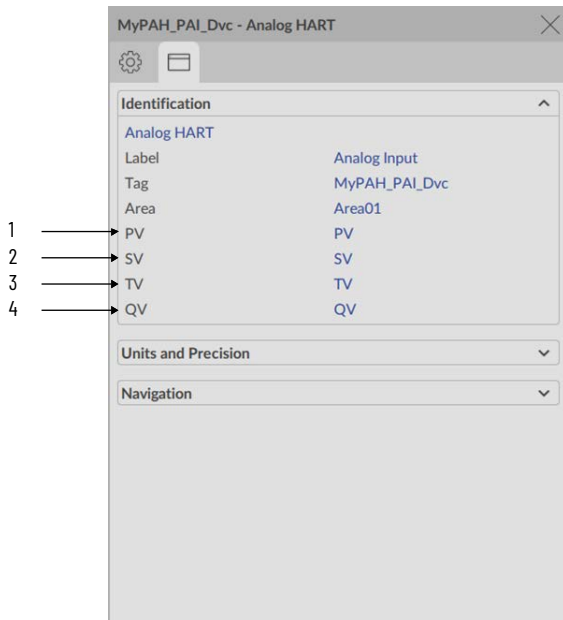 MyPAH_PAI_Dvc - Analog HART
Identification
Analog HART
Label Analog Input
Tag MyPAH_PAI_Dvc
Area Area01
1 PV PV
2 SV SV
3 TV TV
4 QV QV
Units and Precision
Navigation